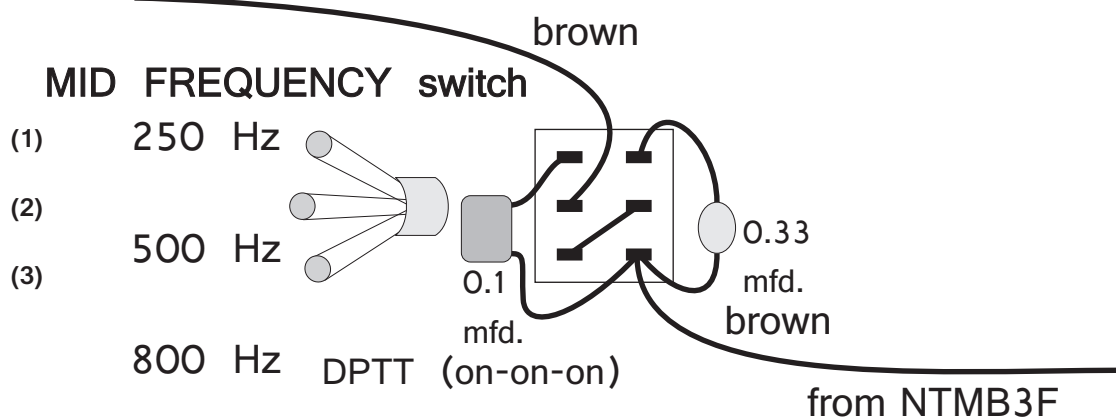 brown
MID FREQUENCY switch
(1) 250 Hz
(2)
500 Hz
(3)
0.33
mfd.
0.1
mfd.
brown
800 Hz
DPTT (on-on-on)
from NTMB3F